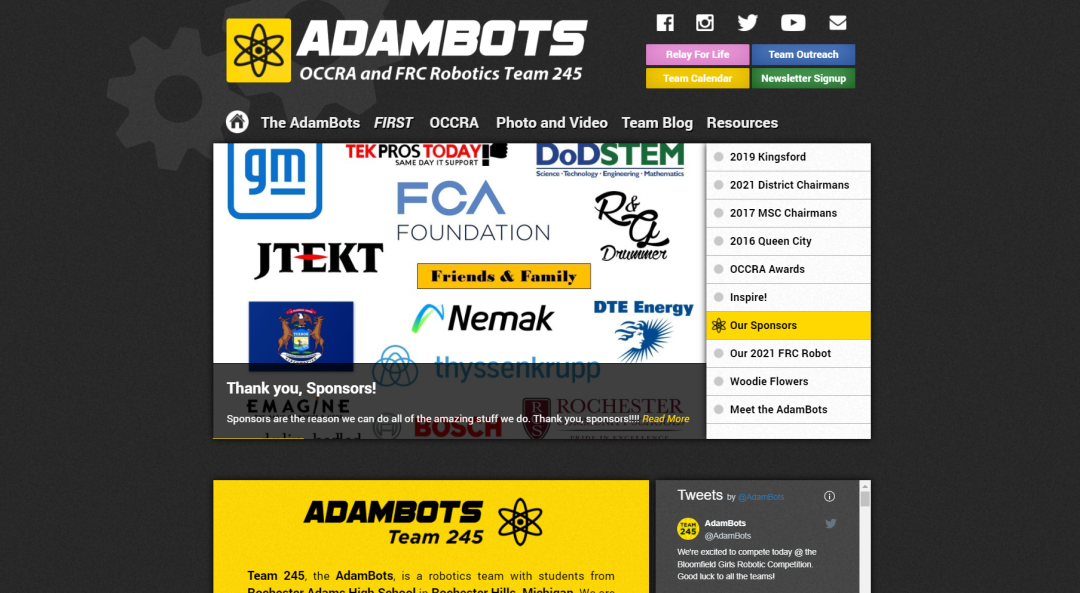 ADAMBOTS
OCCRA and FRC Robotics Team 245
Relay For Life
Team Outreach
Team Calendar
Newsletter Signup
The AdamBots FIRST OCCRA Photo and Video Team Blog Resources
gm
TEKPROS TODAY!
SAME DAY IT SUPPORT
DoDSTEM
Science · Technology · Engineering · Mathematics
FCA
FOUNDATION
R&G
Drummer
JTEKT
Friends & Family
Nemak
DTE Energy
thyssenkrupp
EMAGINE
BOSCH
RS
ROCHESTER
PRIDE IN EXCELLENCE
Thank you, Sponsors!
Sponsors are the reason we can do all of the amazing stuff we do. Thank you, sponsors!!!! Read More
2019 Kingsford
2021 District Chairmans
2017 MSC Chairmans
2016 Queen City
OCCRA Awards
Inspire!
Our Sponsors
Our 2021 FRC Robot
Woodie Flowers
Meet the AdamBots
ADAMBOTS
Team 245
Team 245, the AdamBots, is a robotics team with students from
Rochester Adams High School in Rochester Hills, Michigan. We are
Tweets by @AdamBots
TEAM
245
AdamBots
@AdamBots
We're excited to compete today @ the
Bloomfield Girls Robotic Competition.
Good luck to all the teams!